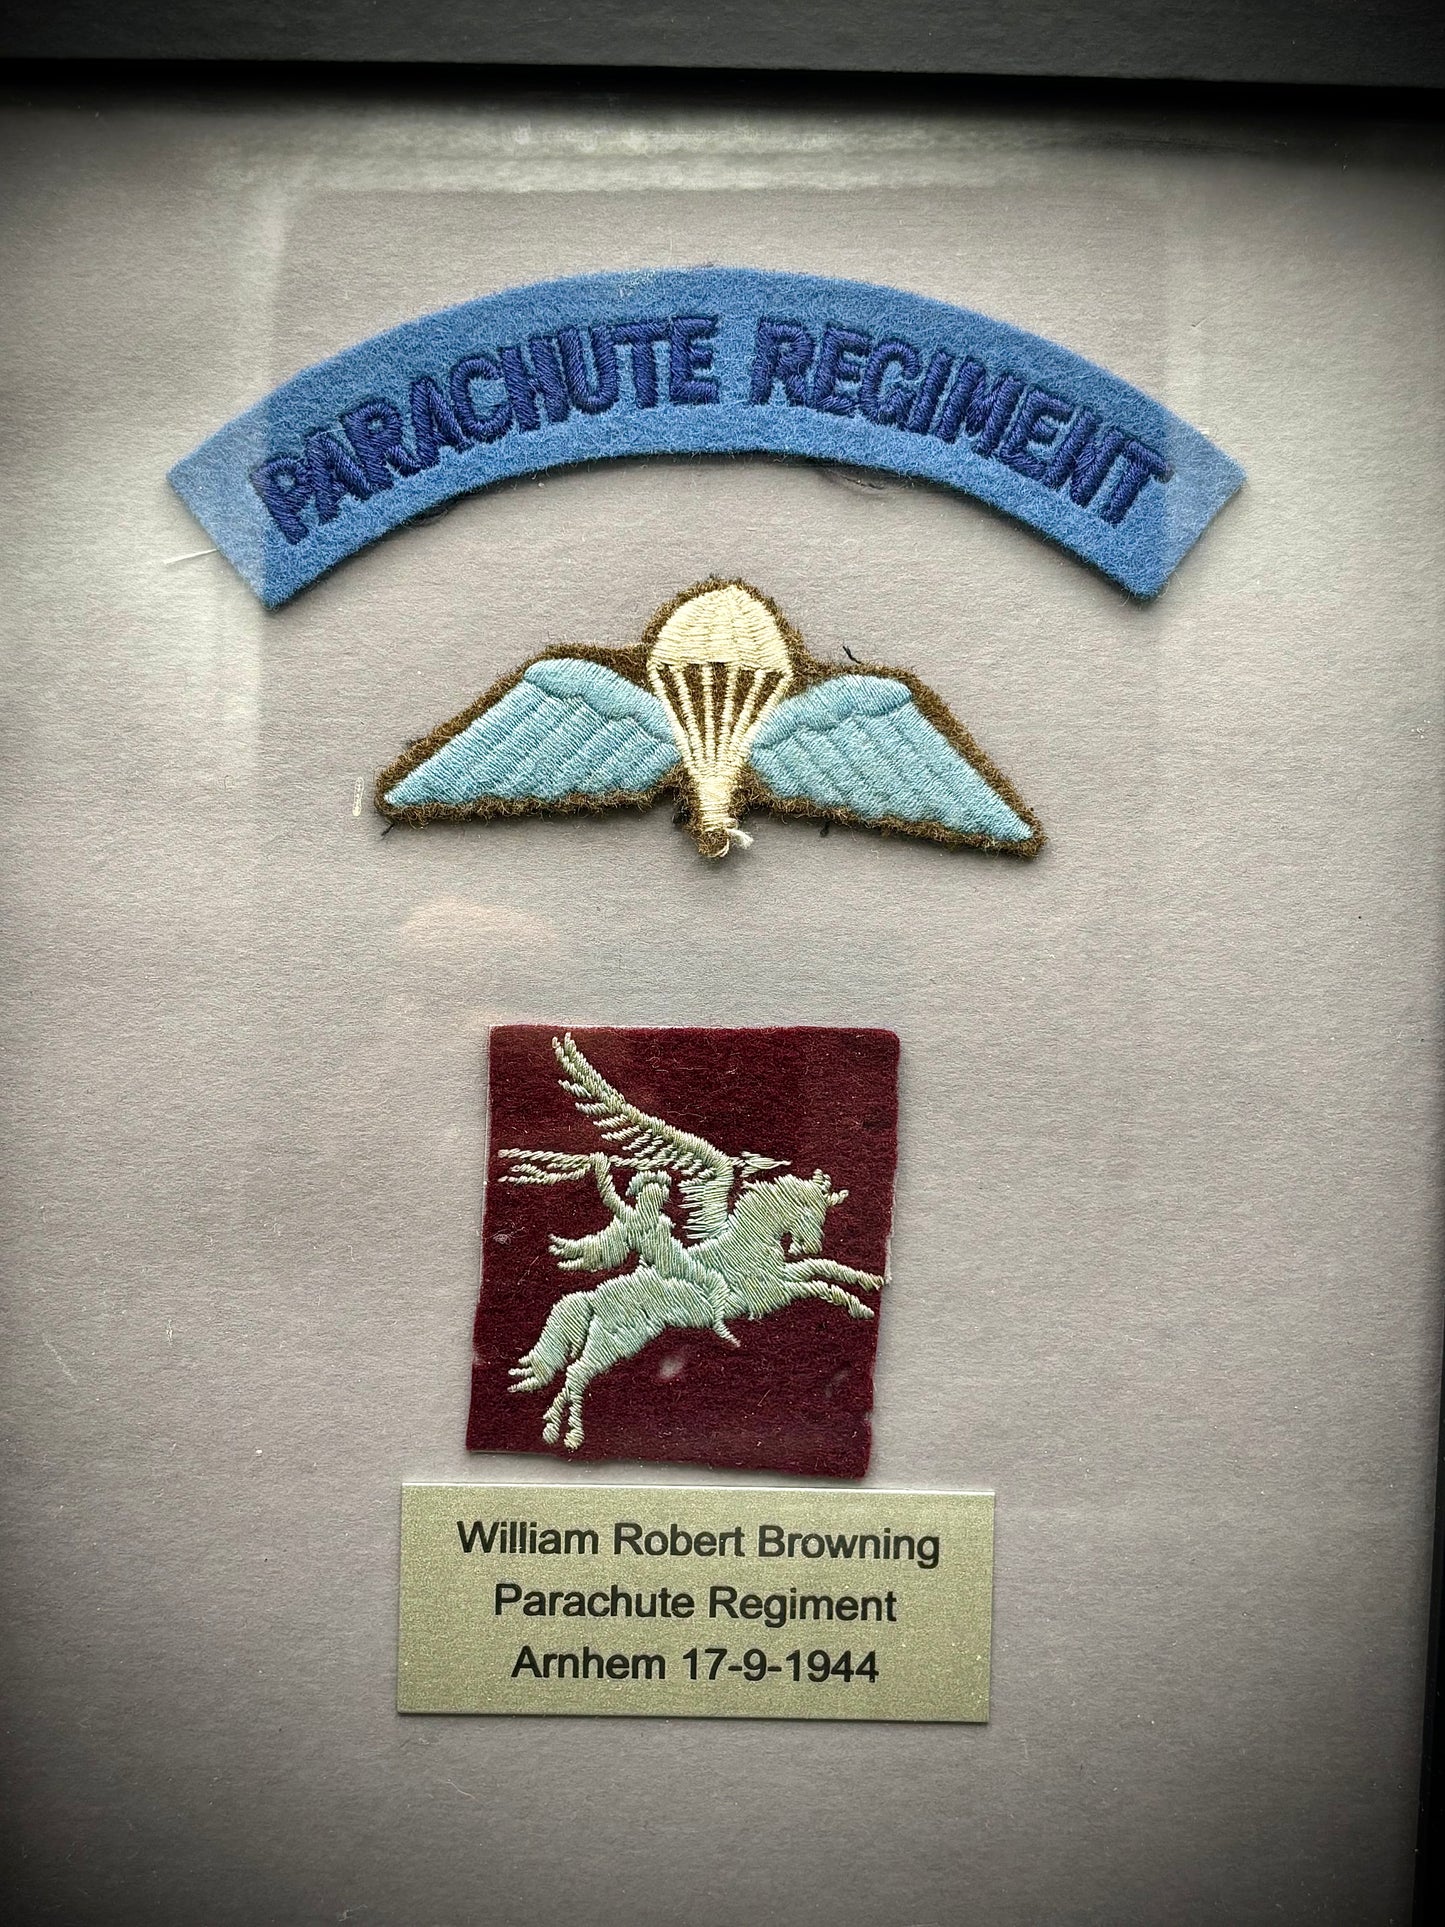 PARACHUTE REGIMENT
William Robert Browning
Parachute Regiment
Arnhem 17-9-1944